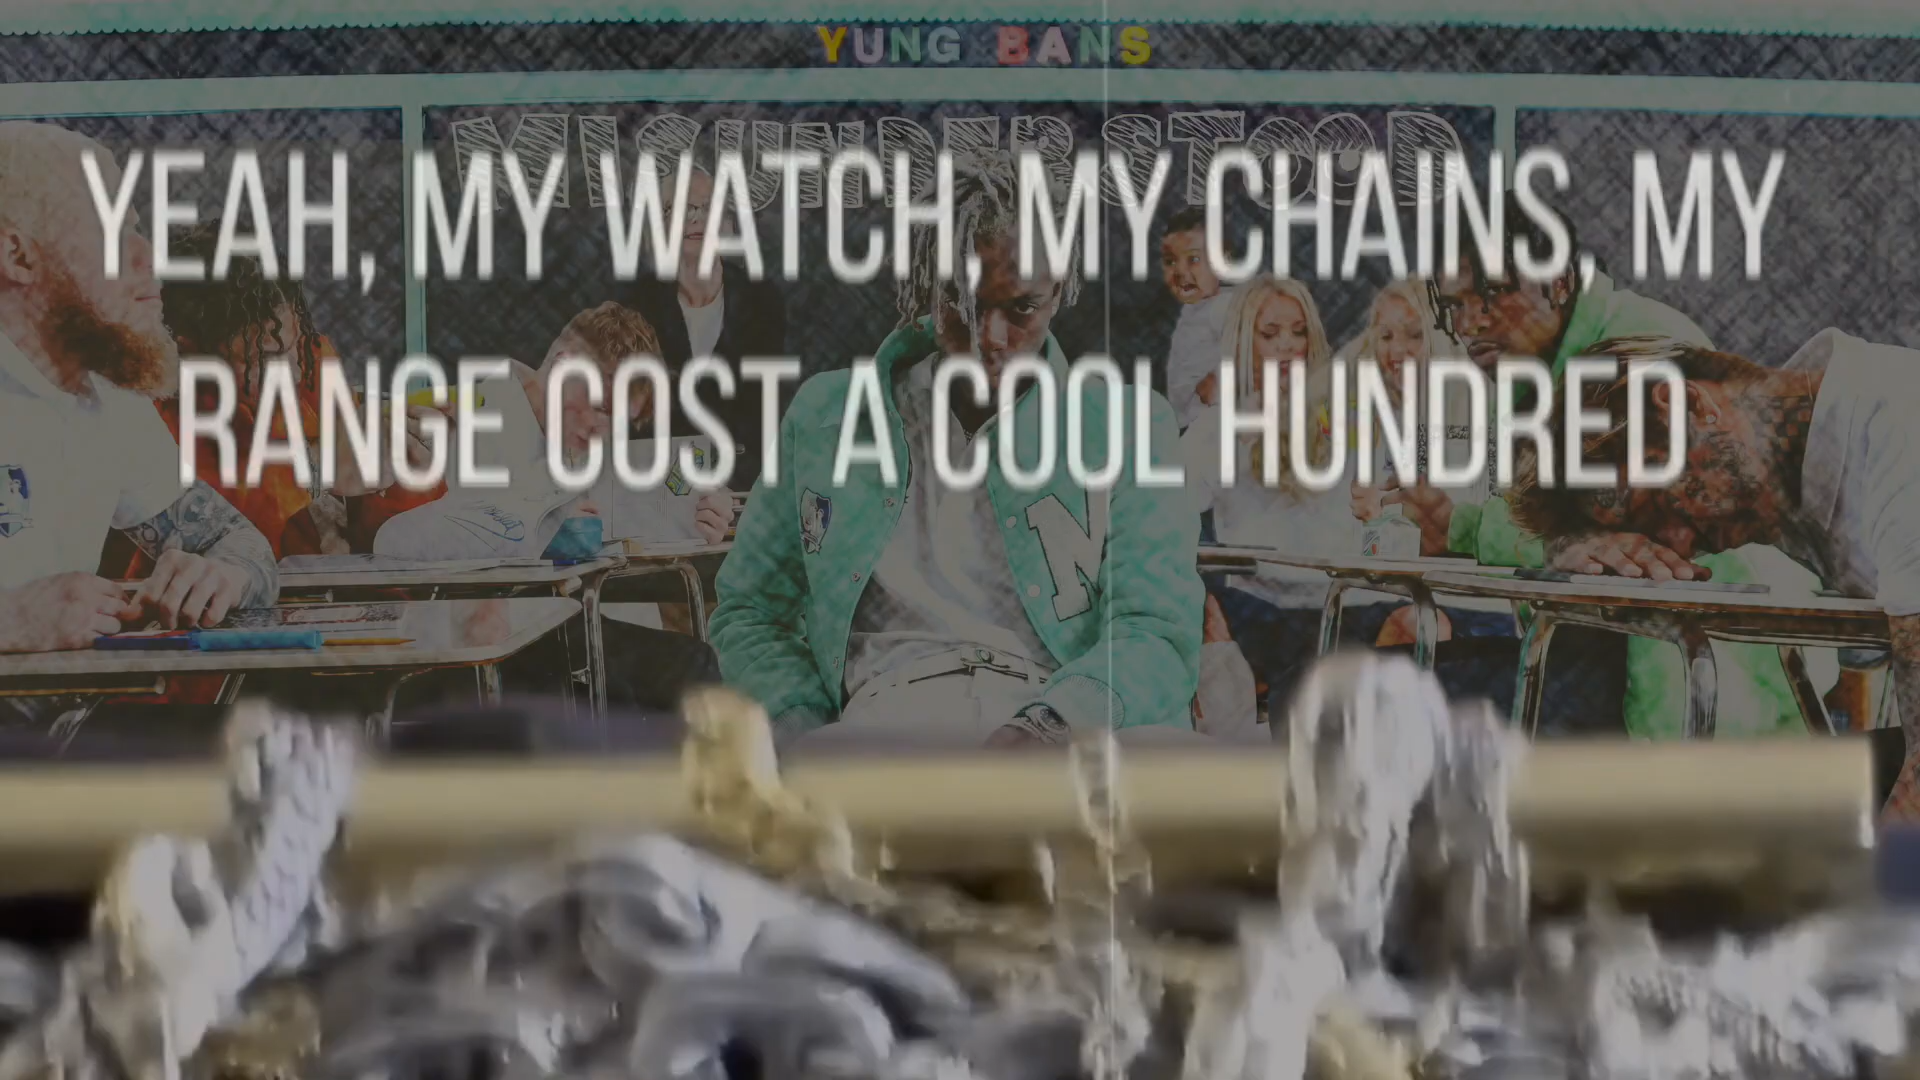 YUNG BANS
MISUNDERSTOOD
YEAH, MY WATCH, MY CHAINS, MY
RANGE COST A COOL HUNDRED
M